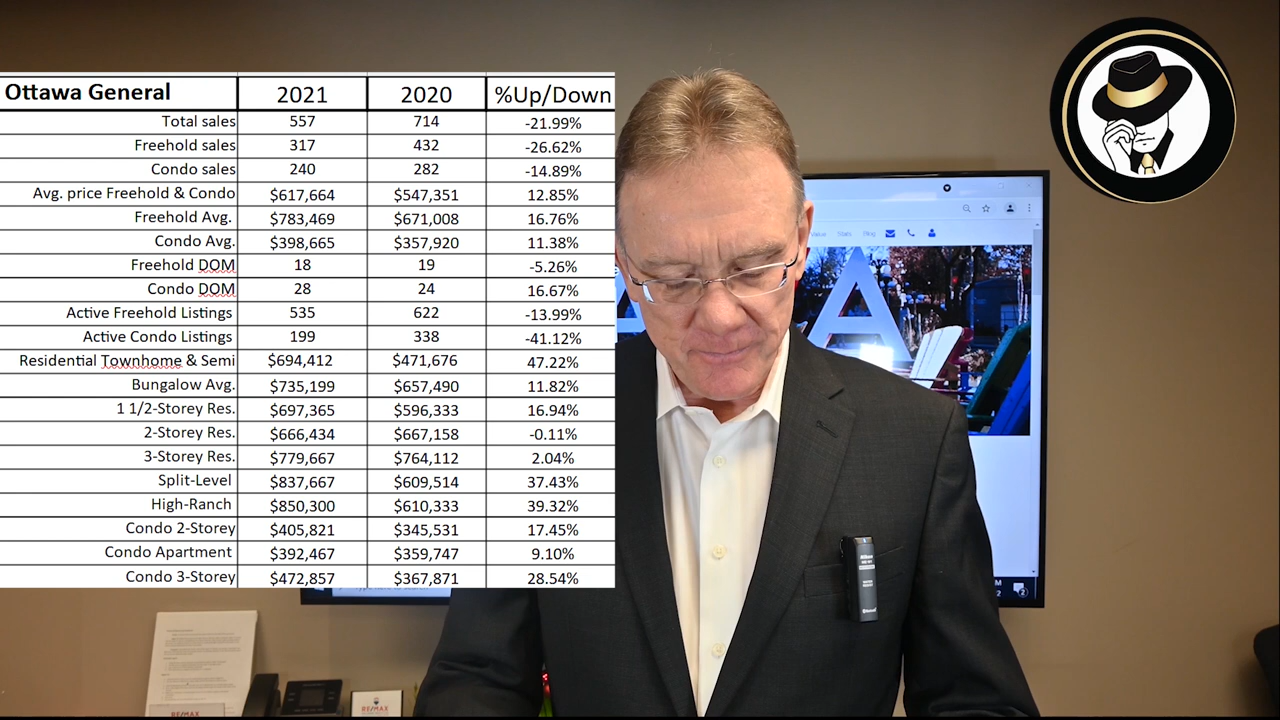 Ottawa General 2021 2020 %Up/Down
Total sales 557 714 -21.99%
Freehold sales 317 432 -26.62%
Condo sales 240 282 -14.89%
Avg. price Freehold & Condo $617,664 $547,351 12.85%
Freehold Avg. $783,469 $671,008 16.76%
Condo Avg. $398,665 $357,920 11.38%
Freehold DOM 18 19 -5.26%
Condo DOM 28 24 16.67%
Active Freehold Listings 535 622 -13.99%
Active Condo Listings 199 338 -41.12%
Residential Townhome & Semi $694,412 $471,676 47.22%
Bungalow Avg. $735,199 $657,490 11.82%
1 1/2-Storey Res. $697,365 $596,333 16.94%
2-Storey Res. $666,434 $667,158 -0.11%
3-Storey Res. $779,667 $764,112 2.04%
Split-Level $837,667 $609,514 37.43%
High-Ranch $850,300 $610,333 39.32%
Condo 2-Storey $405,821 $345,531 17.45%
Condo Apartment $392,467 $359,747 9.10%
Condo 3-Storey $472,857 $367,871 28.54%
Stats Blog
A
Nikon
RE/MAX
RE/MAX